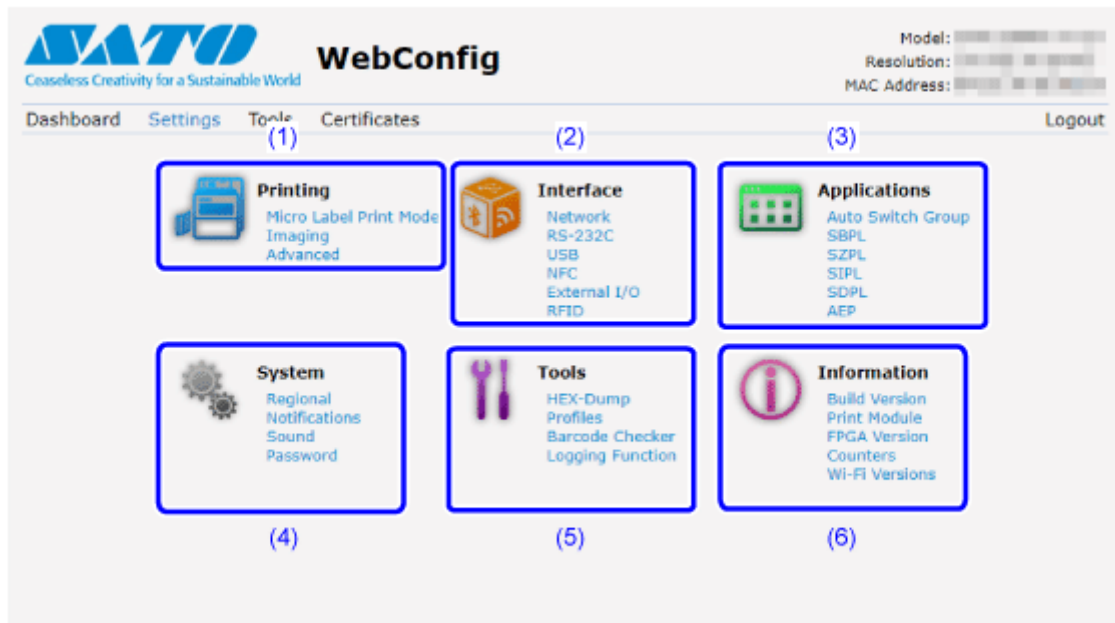 SATO
Ceaseless Creativity for a Sustainable World
WebConfig
Model:
Resolution:
MAC Address:
Dashboard Settings Tools Certificates Logout
(1) (2) (3)
Printing
Micro Label Print Mode
Imaging
Advanced
Interface
Network
RS-232C
USB
NFC
External I/O
RFID
Applications
Auto Switch Group
SBPL
SZPL
SIPL
SDPL
AEP
System
Regional
Notifications
Sound
Password
Tools
HEX-Dump
Profiles
Barcode Checker
Logging Function
Information
Build Version
Print Module
FPGA Version
Counters
Wi-Fi Versions
(4) (5) (6)